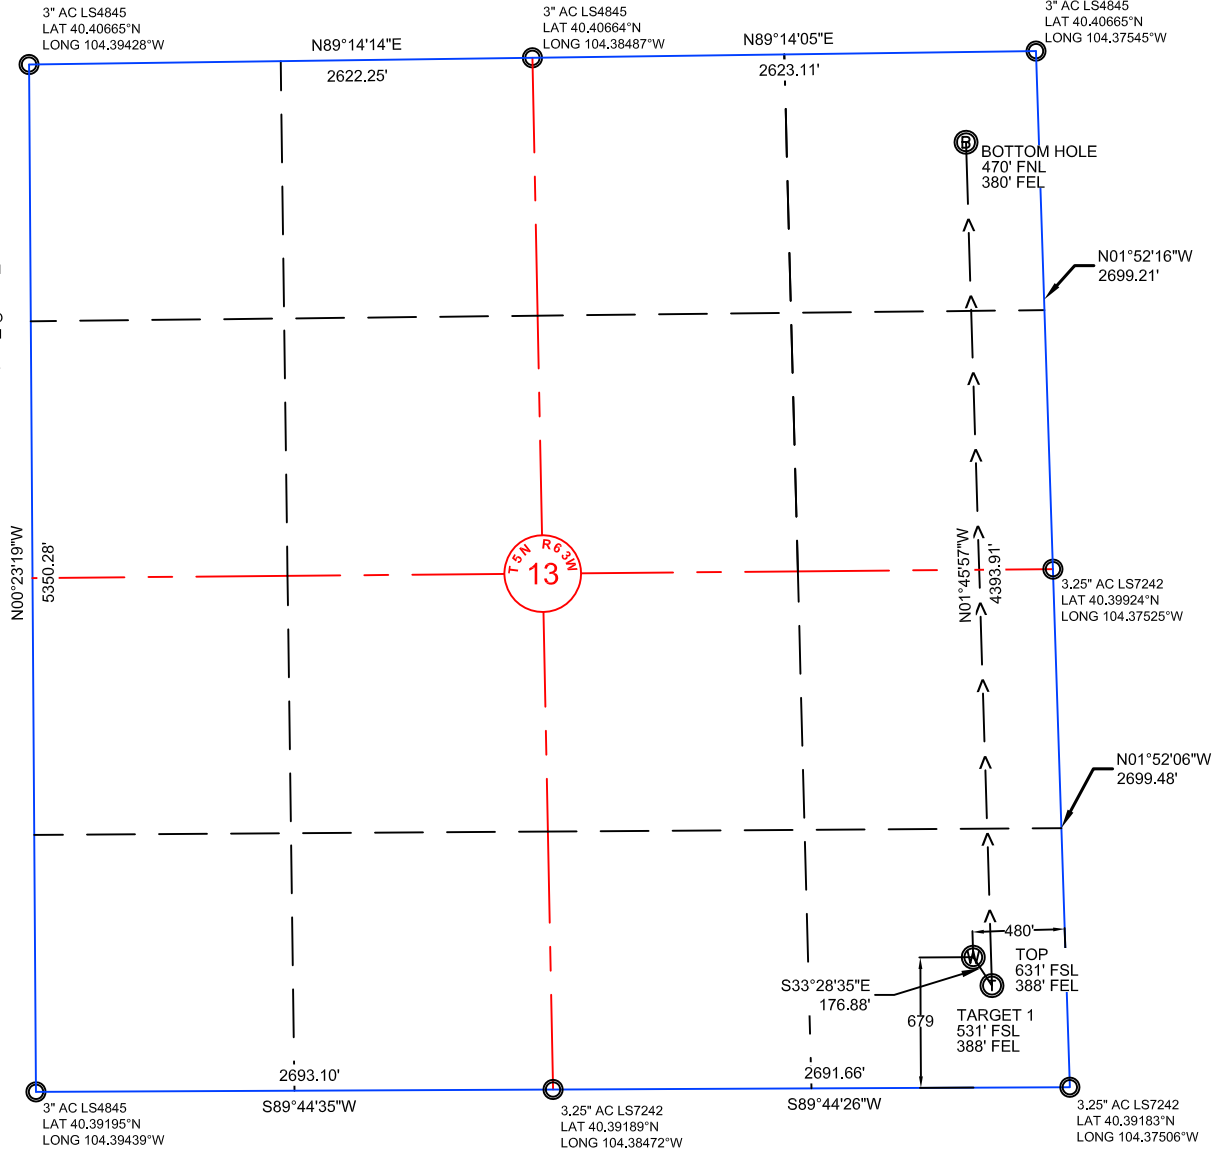 3" AC LS4845
LAT 40.40665°N
LONG 104.39428°W
3" AC LS4845
LAT 40.40664°N
LONG 104.38487°W
3" AC LS4845
LAT 40.40665°N
LONG 104.37545°W
N89°14'14"E
2622.25'
N89°14'05"E
2623.11'
B
BOTTOM HOLE
470' FNL
380' FEL
N01°52'16"W
2699.21'
N00°23'19"W
5350.28'
T5N R63W
13
N01°45'57"W
4393.91'
3.25" AC LS7242
LAT 40.39924°N
LONG 104.37525°W
N01°52'06"W
2699.48'
480'
W
TOP
631' FSL
388' FEL
S33°28'35"E
176.88'
679
T
TARGET 1
531' FSL
388' FEL
2693.10'
S89°44'35"W
2691.66'
S89°44'26"W
3" AC LS4845
LAT 40.39195°N
LONG 104.39439°W
3.25" AC LS7242
LAT 40.39189°N
LONG 104.38472°W
3.25" AC LS7242
LAT 40.39183°N
LONG 104.37506°W